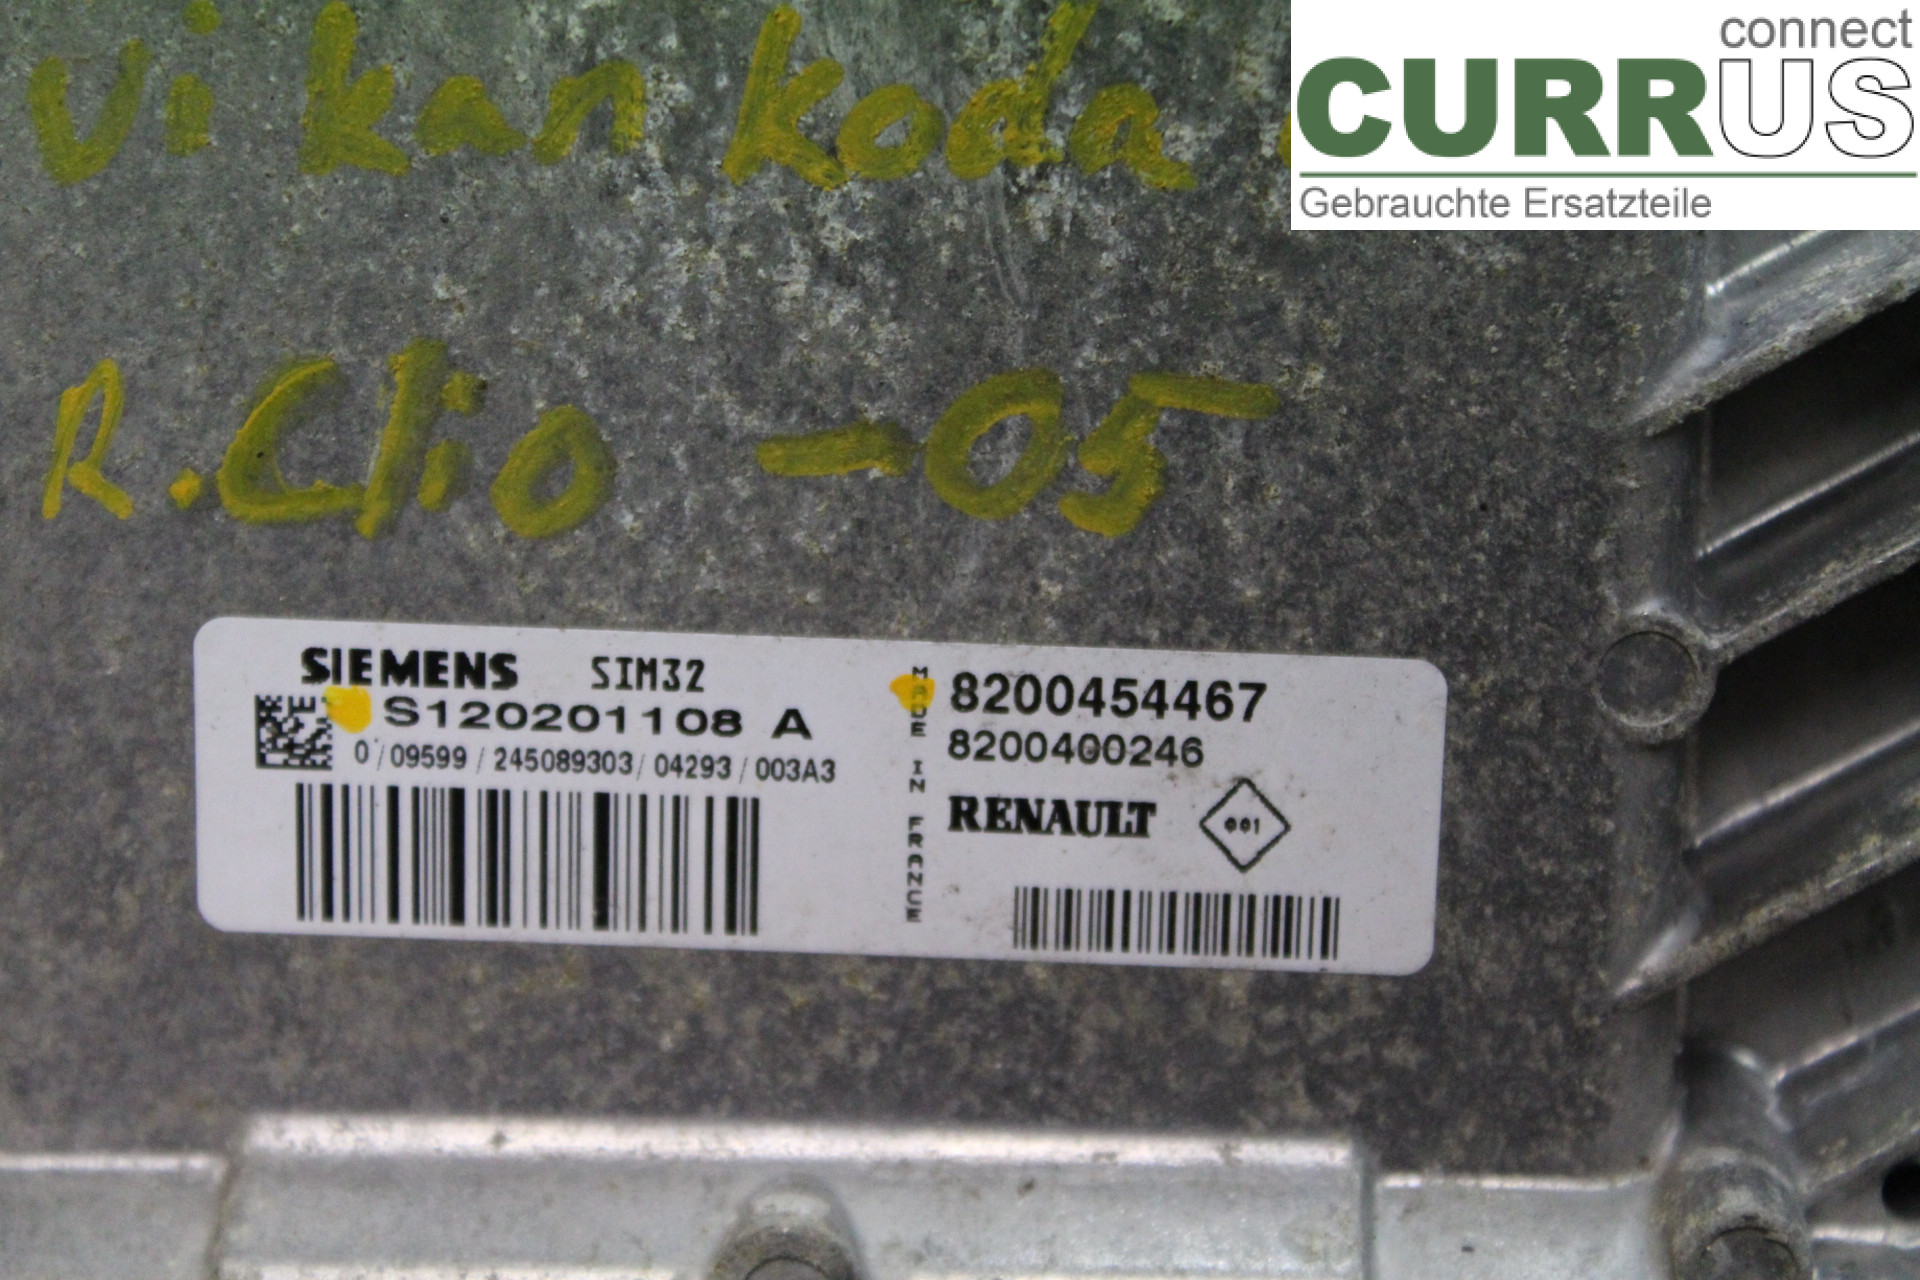 Vi kan koda
connect
CURRUS
Gebrauchte Ersatzteile
R.Clio -05
SIEMENS SIM32
S120201108 A
0/09599/245089303/04293/003A3
MADE IN FRANCE
8200454467
8200400246
RENAULT
001